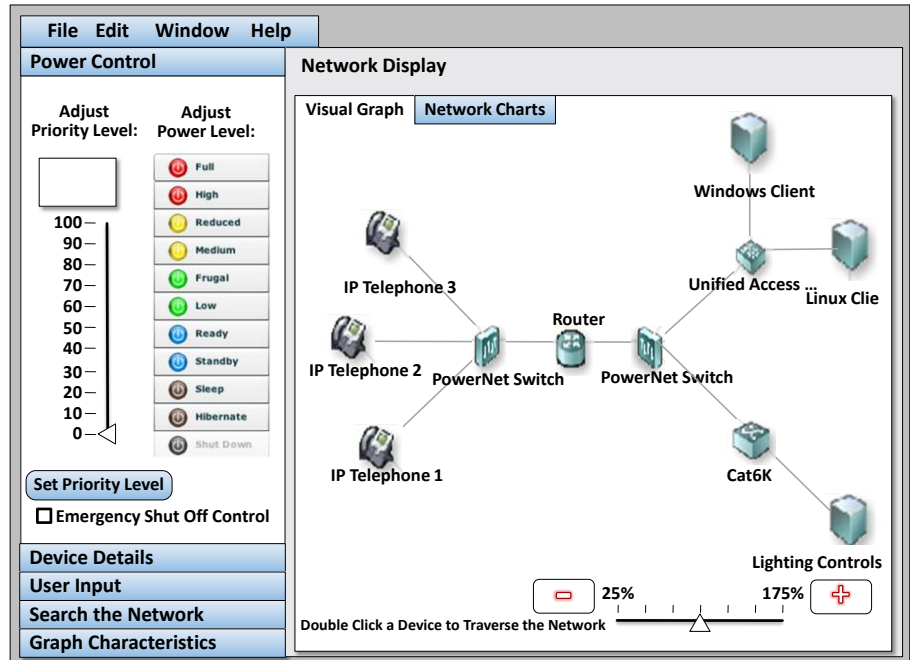 File Edit Window Help
Power Control
Adjust
Priority Level:
100
90
80
70
60
50
40
30
20
10
0
Adjust
Power Level:
Full
High
Reduced
Medium
Frugal
Low
Ready
Standby
Sleep
Hibernate
Shut Down
Set Priority Level
Emergency Shut Off Control
Device Details
User Input
Search the Network
Graph Characteristics
Network Display
Visual Graph
Network Charts
Windows Client
IP Telephone 3
Unified Access ...
Linux Clie
Router
IP Telephone 2
PowerNet Switch
PowerNet Switch
IP Telephone 1
Cat6K
Lighting Controls
25%
175%
Double Click a Device to Traverse the Network